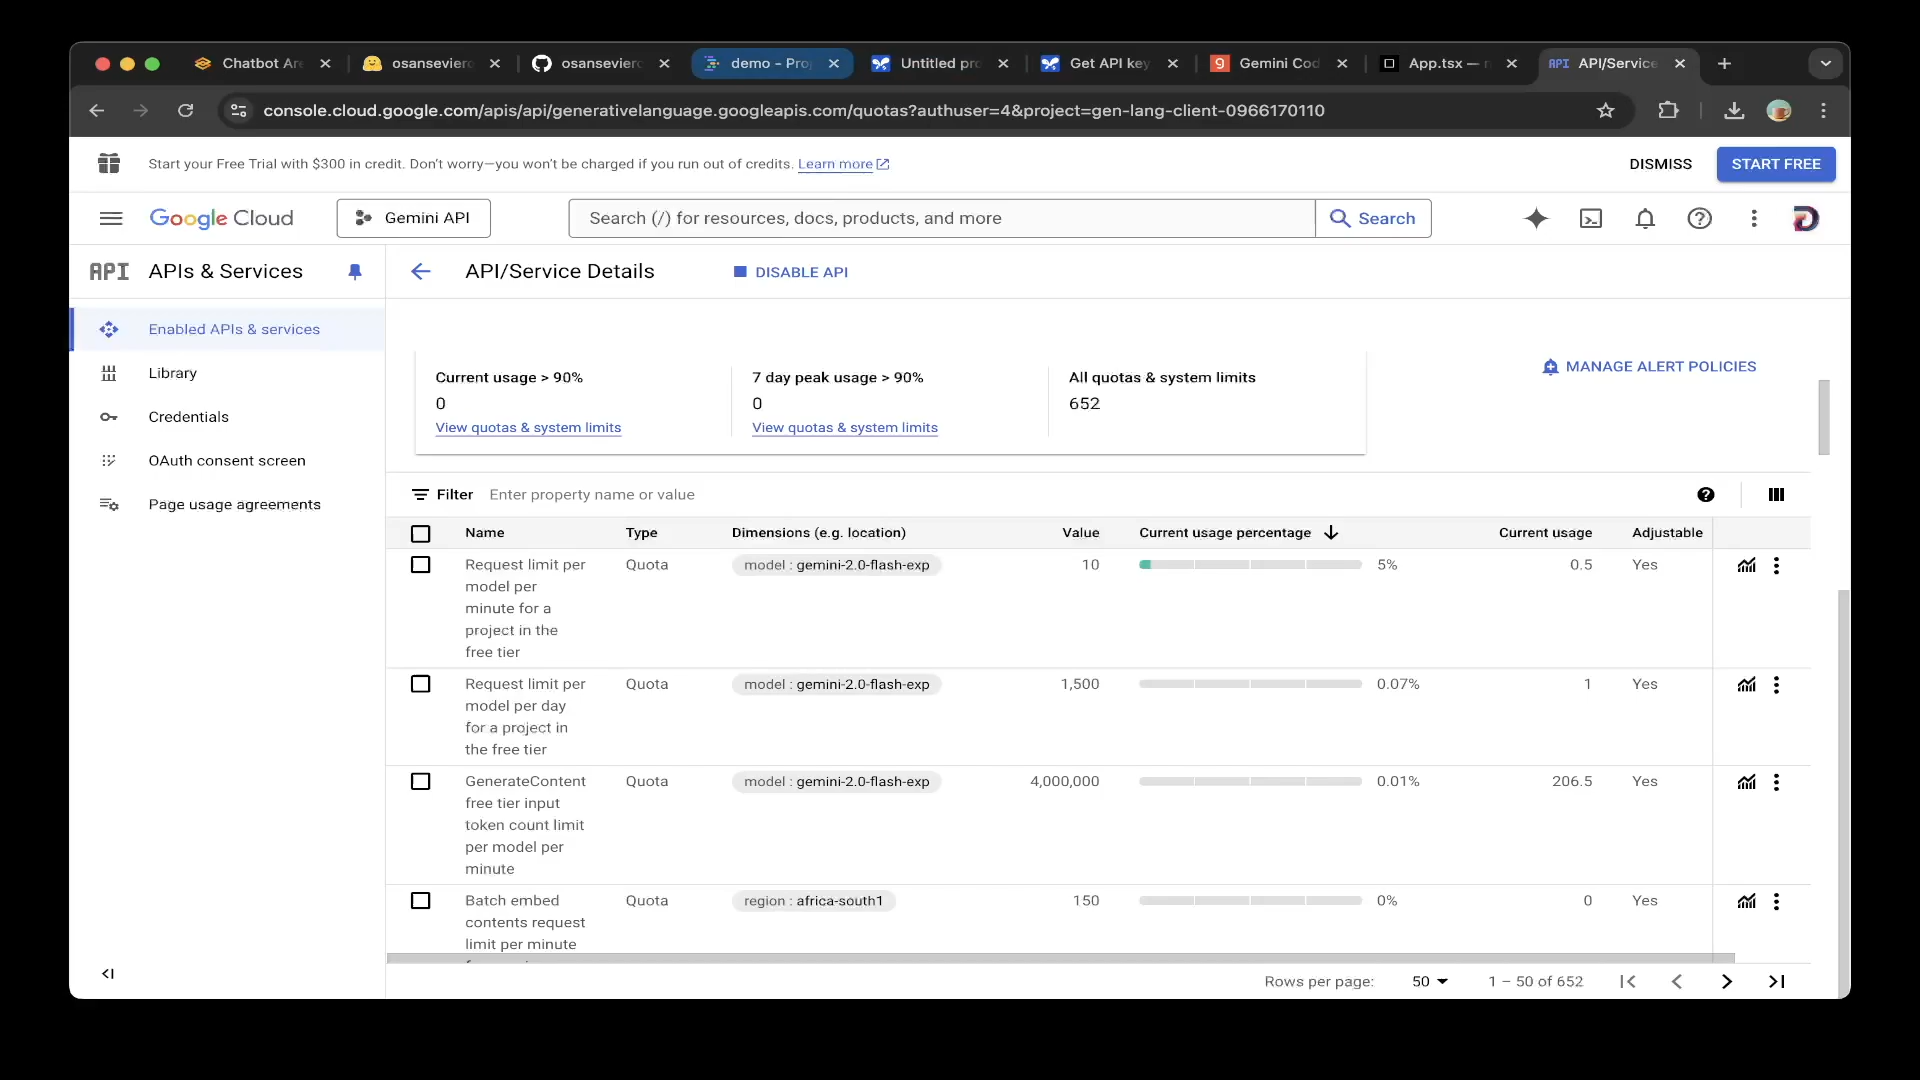 Chatbot Ar
osansevier
osansevier
demo - Pro
Untitled pr
Get API key
Gemini Cod
App.tsx — r
API API/Service
console.cloud.google.com/apis/api/generativelanguage.googleapis.com/quotas?authuser=4&project=gen-lang-client-0966170110
Start your Free Trial with $300 in credit. Don't worry—you won't be charged if you run out of credits. Learn more
DISMISS
START FREE
Google Cloud
Gemini API
Search (/) for resources, docs, products, and more
Search
API APIs & Services
API/Service Details
DISABLE API
Enabled APIs & services
Library
Credentials
OAuth consent screen
Page usage agreements
Current usage > 90%
0
View quotas & system limits
7 day peak usage > 90%
0
View quotas & system limits
All quotas & system limits
652
MANAGE ALERT POLICIES
Filter Enter property name or value
Name Type Dimensions (e.g. location) Value Current usage percentage Current usage Adjustable
Request limit per Quota model : gemini-2.0-flash-exp 10 5% 0.5 Yes
model per
minute for a
project in the
free tier
Request limit per Quota model : gemini-2.0-flash-exp 1,500 0.07% 1 Yes
model per day
for a project in
the free tier
GenerateContent Quota model : gemini-2.0-flash-exp 4,000,000 0.01% 206.5 Yes
free tier input
token count limit
per model per
minute
Batch embed Quota region : africa-south1 150 0% 0 Yes
contents request
limit per minute
Rows per page: 50 1 – 50 of 652